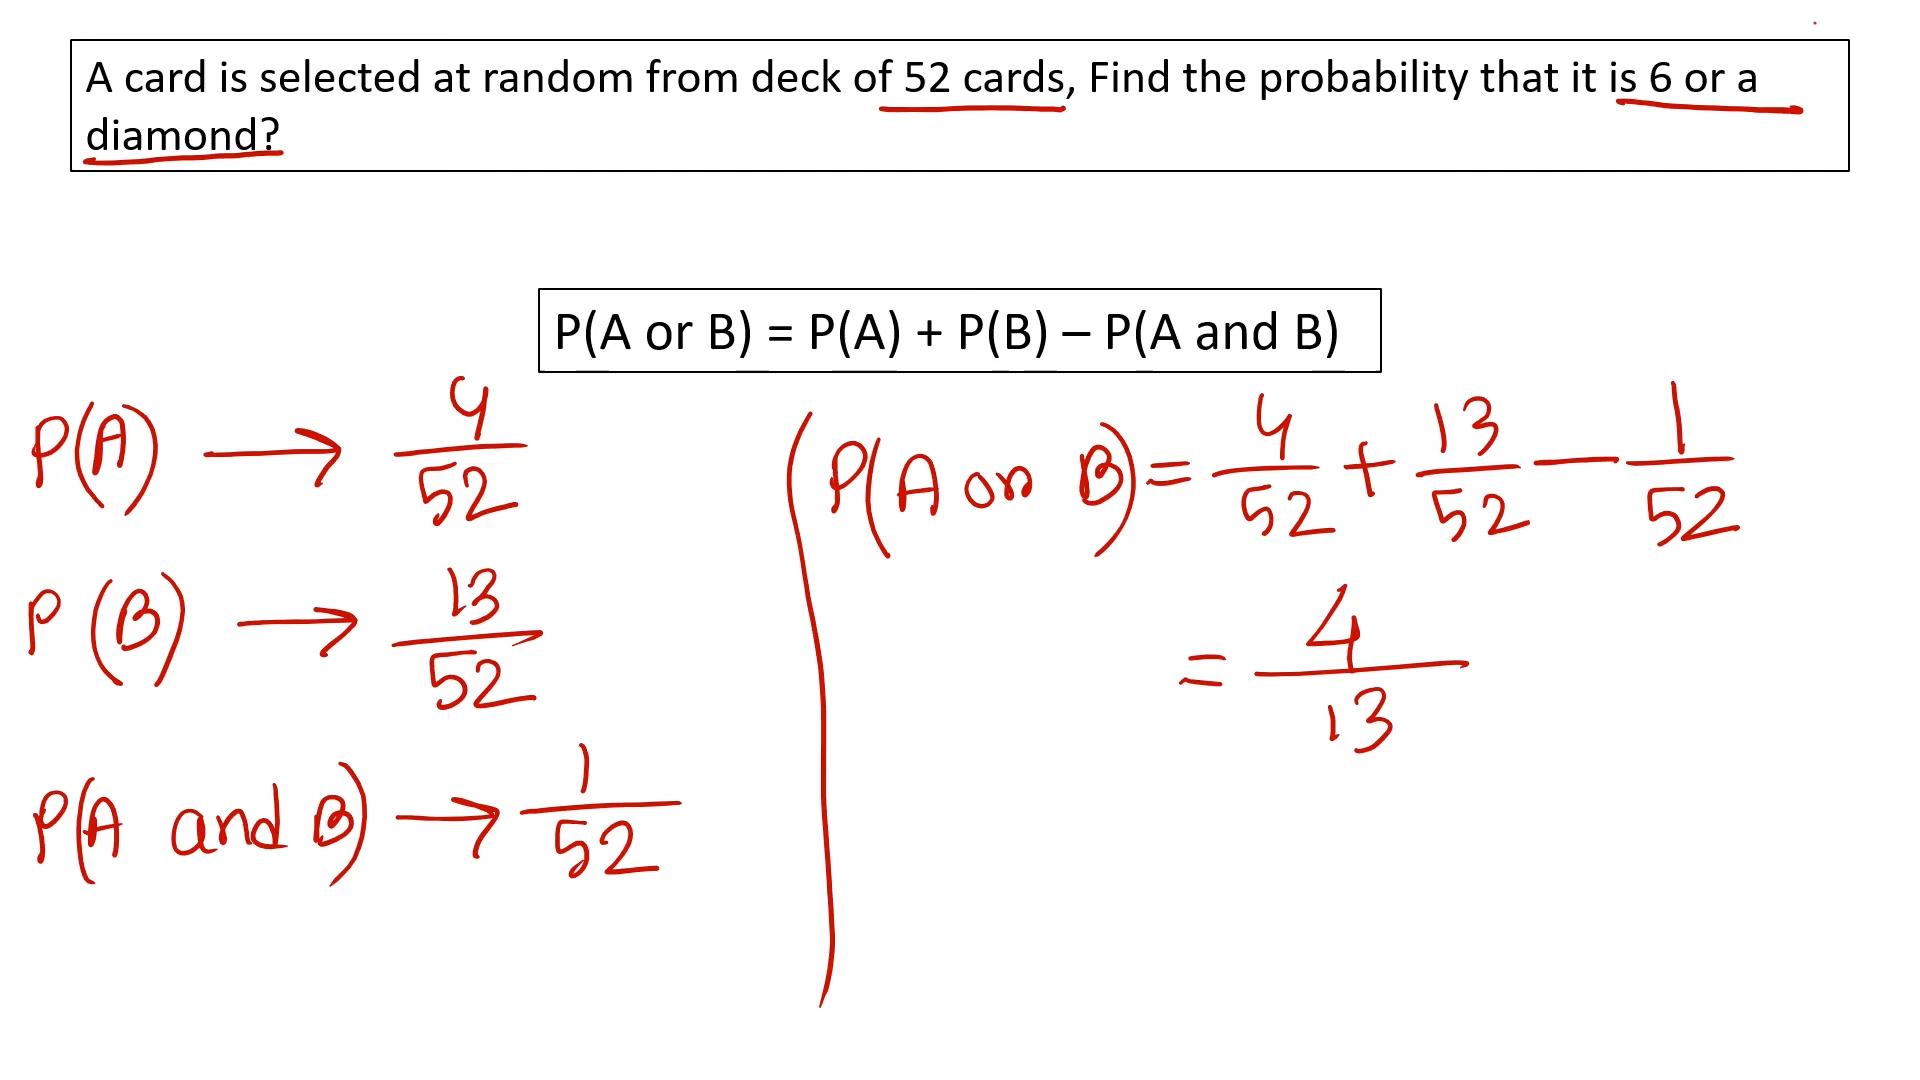 A card is selected at random from deck of 52 cards, Find the probability that it is 6 or a
diamond?
P(A or B) = P(A) + P(B) – P(A and B)
P(A) → 4/52
P(B) → 13/52
P(A and B) → 1/52
P(A or B) = 4/52 + 13/52 — 1/52
= 4/13